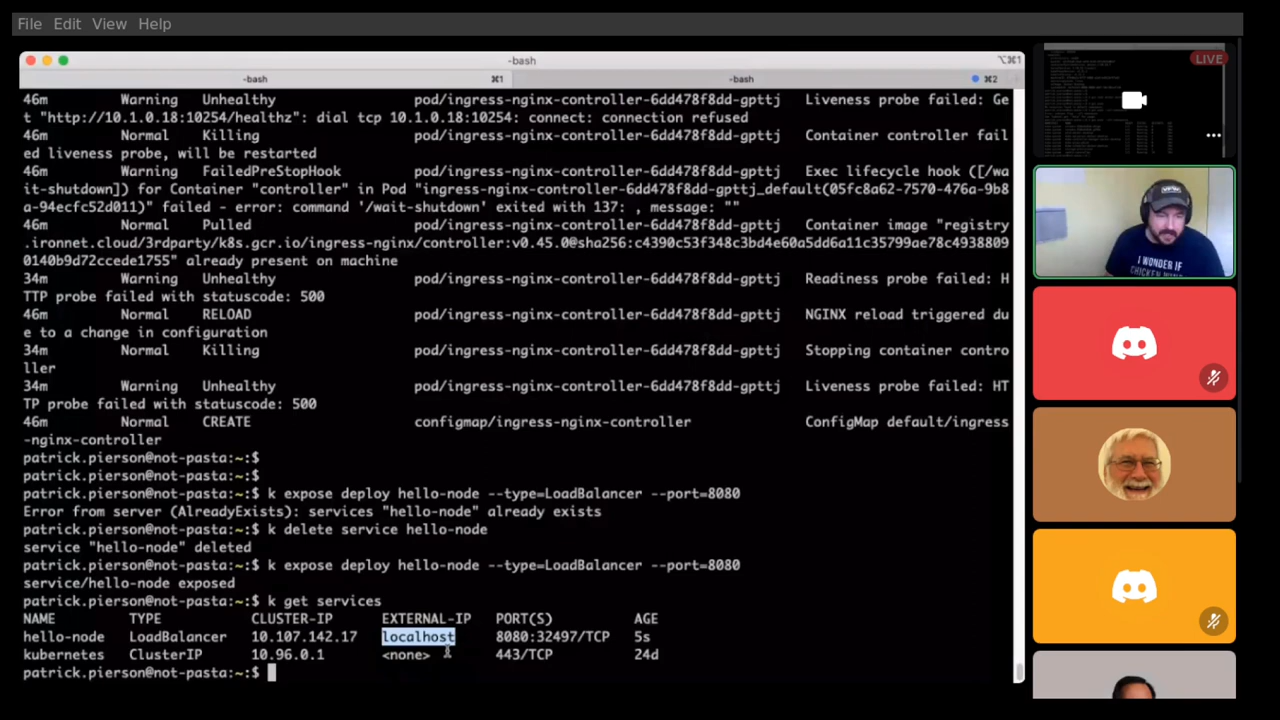 File Edit View Help
-bash ⌥⌘1
-bash ⌘1 -bash ⌘2
46m Warning Unhealthy pod/ingress-nginx-controller-6dd478f8dd-gpttj Liveness probe failed: Ge
t "http://10.1.0.18:10254/healthz": dial tcp 10.1.0.18:10254: connect: connection refused
46m Normal Killing pod/ingress-nginx-controller-6dd478f8dd-gpttj Container controller fail
ed liveness probe, will be restarted
46m Warning FailedPreStopHook pod/ingress-nginx-controller-6dd478f8dd-gpttj Exec lifecycle hook ([/wa
it-shutdown]) for Container "controller" in Pod "ingress-nginx-controller-6dd478f8dd-gpttj_default(05fc8a62-7570-476a-9b8
a-94ecfc52d011)" failed - error: command '/wait-shutdown' exited with 137: , message: ""
46m Normal Pulled pod/ingress-nginx-controller-6dd478f8dd-gpttj Container image "registry
.ironnet.cloud/3rdparty/k8s.gcr.io/ingress-nginx/controller:v0.45.0@sha256:c4390c53f348c3bd4e60a5dd6a11c35799ae78c4938809
0140b9d72ccede1755" already present on machine
34m Warning Unhealthy pod/ingress-nginx-controller-6dd478f8dd-gpttj Readiness probe failed: H
TTP probe failed with statuscode: 500
46m Normal RELOAD pod/ingress-nginx-controller-6dd478f8dd-gpttj NGINX reload triggered du
e to a change in configuration
34m Normal Killing pod/ingress-nginx-controller-6dd478f8dd-gpttj Stopping container contro
ller
34m Warning Unhealthy pod/ingress-nginx-controller-6dd478f8dd-gpttj Liveness probe failed: HT
TP probe failed with statuscode: 500
46m Normal CREATE configmap/ingress-nginx-controller ConfigMap default/ingress
-nginx-controller
patrick.pierson@not-pasta:~:$
patrick.pierson@not-pasta:~:$
patrick.pierson@not-pasta:~:$ k expose deploy hello-node --type=LoadBalancer --port=8080
Error from server (AlreadyExists): services "hello-node" already exists
patrick.pierson@not-pasta:~:$ k delete service hello-node
service "hello-node" deleted
patrick.pierson@not-pasta:~:$ k expose deploy hello-node --type=LoadBalancer --port=8080
service/hello-node exposed
patrick.pierson@not-pasta:~:$ k get services
NAME TYPE CLUSTER-IP EXTERNAL-IP PORT(S) AGE
hello-node LoadBalancer 10.107.142.17 localhost 8080:32497/TCP 5s
kubernetes ClusterIP 10.96.0.1 <none> 443/TCP 24d
patrick.pierson@not-pasta:~:$
LIVE
I WONDER IF